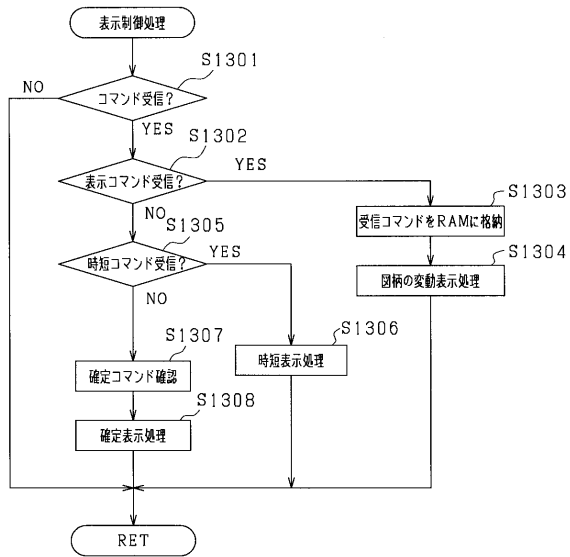 表示制御処理
S1301
NO
コマンド受信?
YES
S1302
表示コマンド受信?
YES
NO
S1303
受信コマンドをRAMに格納
S1305
S1304
時短コマンド受信?
YES
図柄の変動表示処理
NO
S1306
時短表示処理
S1307
確定コマンド確認
S1308
確定表示処理
RET